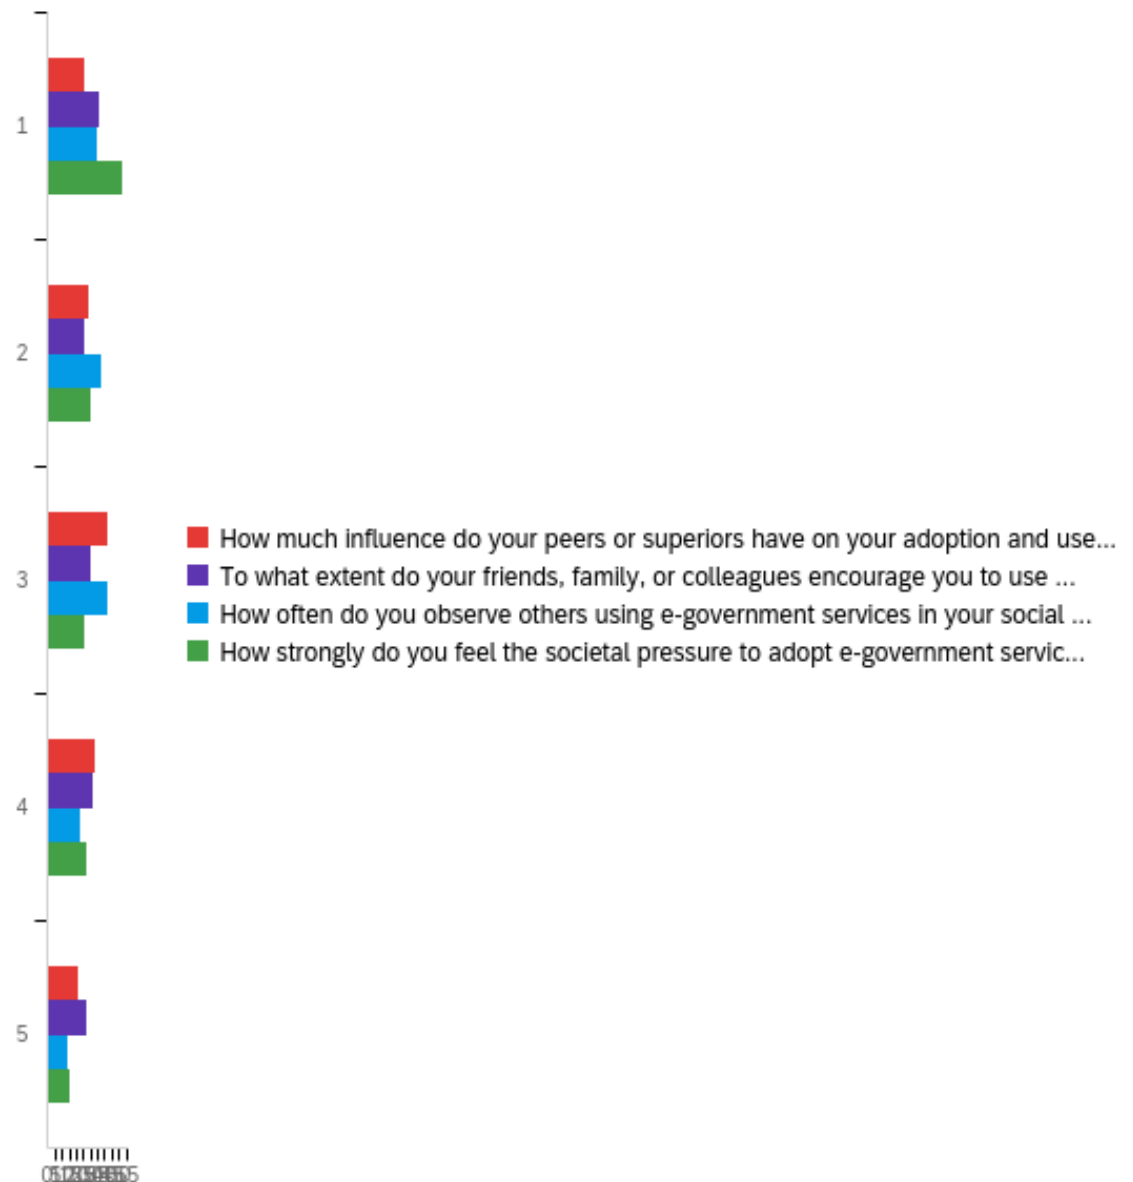 1
2
3
How much influence do your peers or superiors have on your adoption and use...
To what extent do your friends, family, or colleagues encourage you to use ...
How often do you observe others using e-government services in your social ...
How strongly do you feel the societal pressure to adopt e-government servic...
4
5